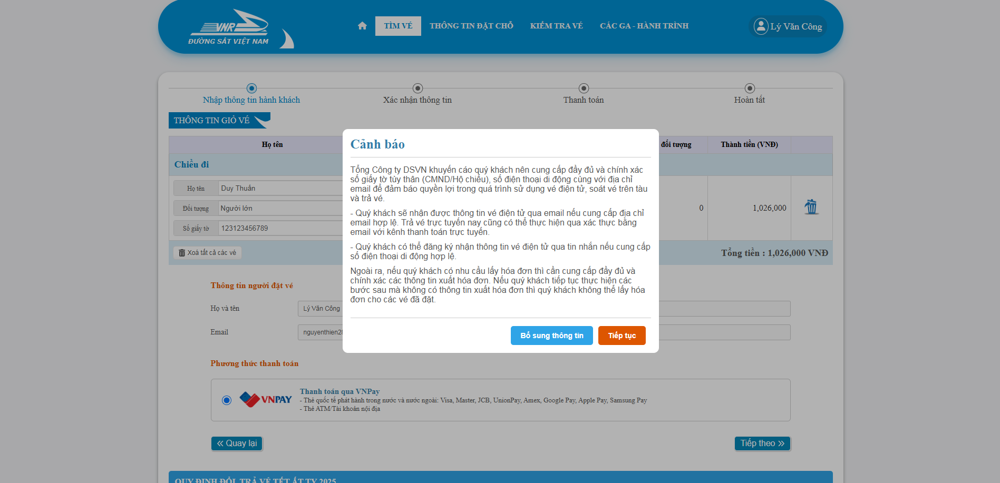 VNR
ĐƯỜNG SẮT VIỆT NAM
TÌM VÉ
THÔNG TIN ĐẶT CHỖ
KIỂM TRA VÉ
CÁC GA - HÀNH TRÌNH
Lý Văn Công
Nhập thông tin hành khách
Xác nhận thông tin
Thanh toán
Hoàn tất
THÔNG TIN GIỎ VÉ
Họ tên
đối tượng
Thành tiền (VNĐ)
Chiều đi
Họ tên
Duy Thuấn
Đối tượng
Người lớn
Số giấy tờ
123123456789
0
1,026,000
Xoá tất cả các vé
Tổng tiền : 1,026,000 VNĐ
Cảnh báo
Tổng Công ty DSVN khuyến cáo quý khách nên cung cấp đầy đủ và chính xác
số giấy tờ tùy thân (CMND/Hộ chiếu), số điện thoại di động cùng với địa chỉ
email để đảm bảo quyền lợi trong quá trình sử dụng vé điện tử, soát vé trên tàu
và trả vé.
- Quý khách sẽ nhận được thông tin vé điện tử qua email nếu cung cấp địa chỉ
email hợp lệ. Trả vé trực tuyến nay cũng có thể thực hiện qua xác thực bằng
email với kênh thanh toán trực tuyến.
- Quý khách có thể đăng ký nhận thông tin vé điện tử qua tin nhắn nếu cung cấp
số điện thoại di động hợp lệ.
Ngoài ra, nếu quý khách có nhu cầu lấy hóa đơn thì cần cung cấp đầy đủ và
chính xác các thông tin xuất hóa đơn. Nếu quý khách tiếp tục thực hiện các
bước sau mà không có thông tin xuất hóa đơn thì quý khách không thể lấy hóa
đơn cho các vé đã đặt.
Bổ sung thông tin
Tiếp tục
Thông tin người đặt vé
Họ và tên
Lý Văn Công
Email
nguyenthien28
Phương thức thanh toán
VNPAY
Thanh toán qua VNPay
- Thẻ quốc tế phát hành trong nước và nước ngoài: Visa, Master, JCB, UnionPay, Amex, Google Pay, Apple Pay, Samsung Pay
- Thẻ ATM/Tài khoản nội địa
Quay lại
Tiếp theo
QUY ĐỊNH ĐỔI, TRẢ VÉ TẾT ẤT TỴ 2025